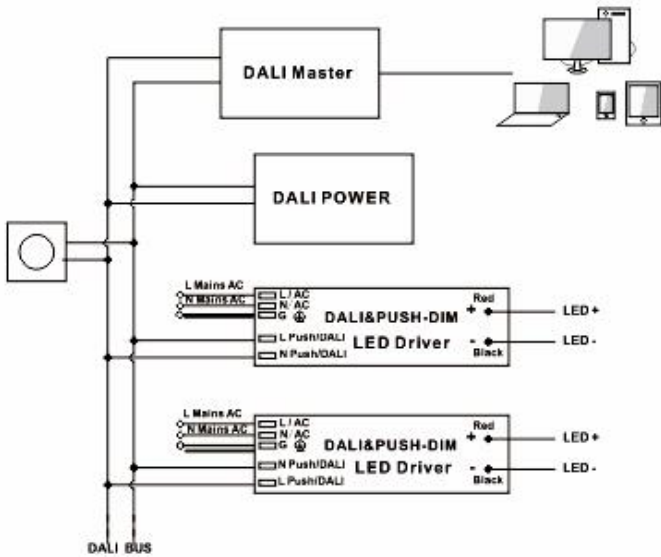 DALI Master
DALI POWER
L Mains AC
N Mains AC
L/AC
N/AC
G
DALI&PUSH-DIM
LED Driver
L Push/DALI
N Push/DALI
Red
+
-
Black
LED +
LED -
L Mains AC
N Mains AC
L/AC
N/AC
G
DALI&PUSH-DIM
LED Driver
N Push/DALI
L Push/DALI
Red
+
-
Black
LED +
LED -
DALI BUS